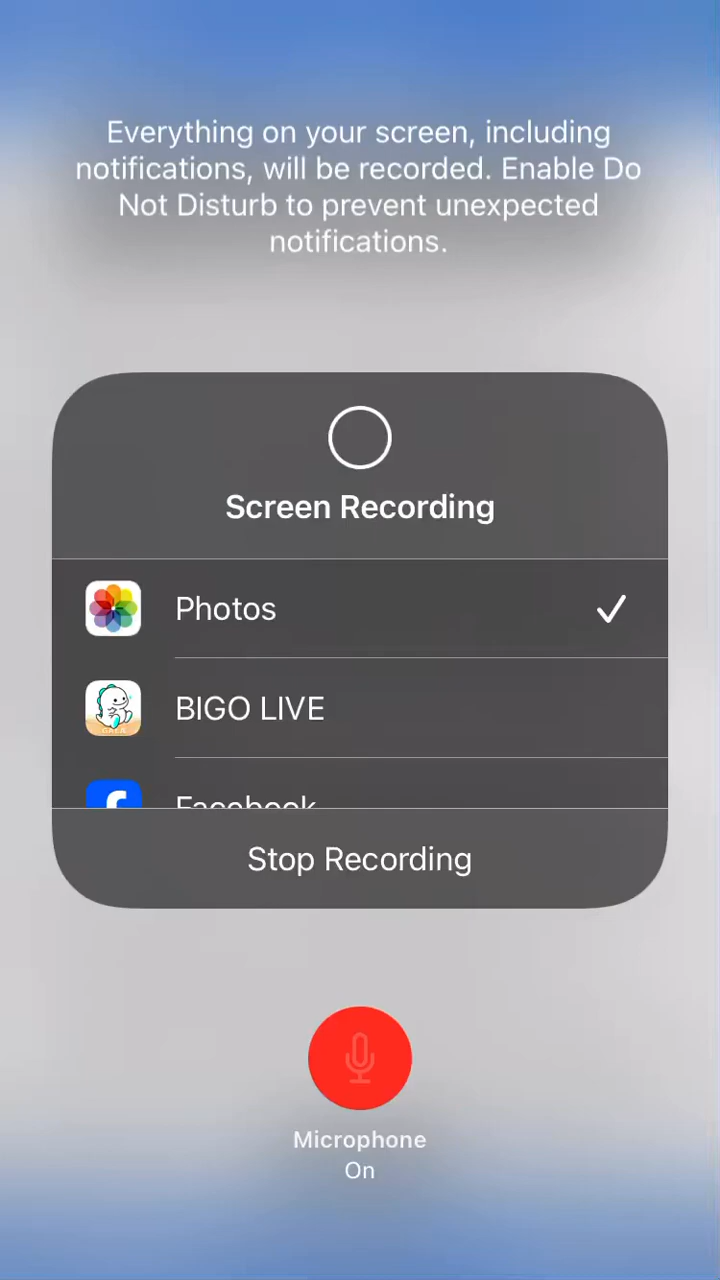 Everything on your screen, including
notifications, will be recorded. Enable Do
Not Disturb to prevent unexpected
notifications.
Screen Recording
Photos
BIGO LIVE
Facebook
Stop Recording
Microphone
On